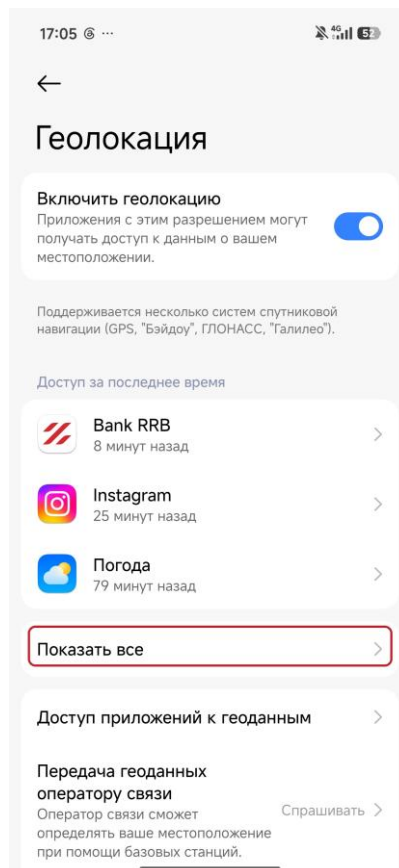 17:05 ···
4G 52
Геолокация
Включить геолокацию
Приложения с этим разрешением могут
получать доступ к данным о вашем
местоположении.
Поддерживается несколько систем спутниковой
навигации (GPS, "Бэйдоу", ГЛОНАСС, "Галилео").
Доступ за последнее время
Bank RRB
8 минут назад
Instagram
25 минут назад
Погода
79 минут назад
Показать все
Доступ приложений к геоданным
Передача геоданных
оператору связи
Оператор связи сможет
определять ваше местоположение
при помощи базовых станций.
Спрашивать